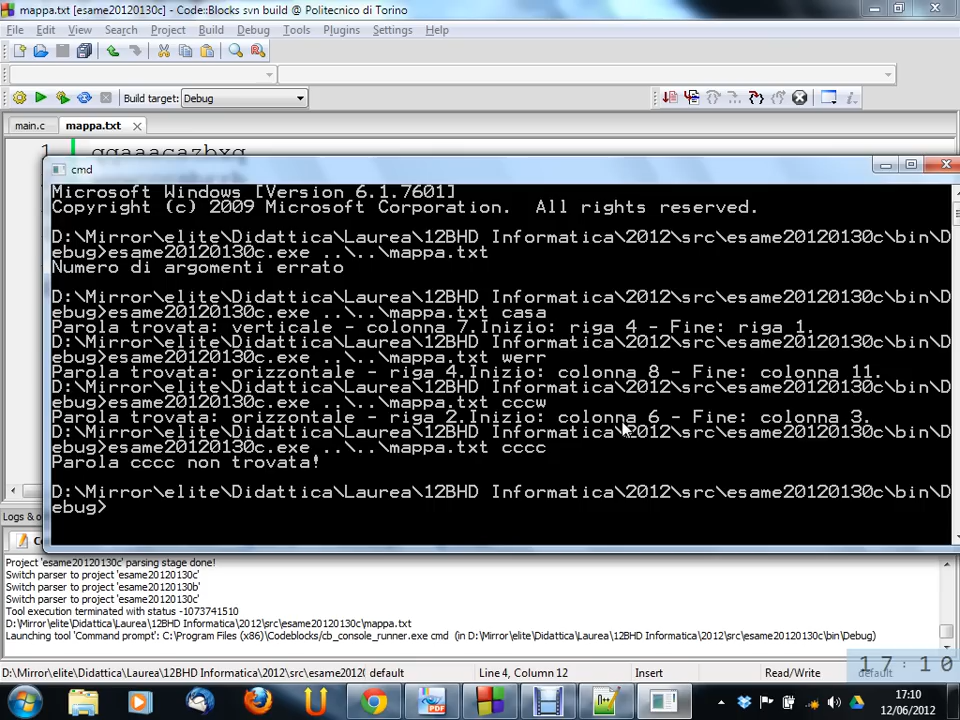 mappa.txt [esame20120130c] - Code::Blocks svn build @ Politecnico di Torino
File Edit View Search Project Build Debug Tools Plugins Settings Help
Build target: Debug
main.c mappa.txt
1 qqaaacazbxq
cmd
Microsoft Windows [Version 6.1.7601]
Copyright (c) 2009 Microsoft Corporation. All rights reserved.
D:\Mirror\elite\Didattica\Laurea\12BHD Informatica\2012\src\esame20120130c\bin\D
ebug>esame20120130c.exe ..\..\mappa.txt
Numero di argomenti errato
D:\Mirror\elite\Didattica\Laurea\12BHD Informatica\2012\src\esame20120130c\bin\D
ebug>esame20120130c.exe ..\..\mappa.txt casa
Parola trovata: verticale - colonna 7.Inizio: riga 4 - Fine: riga 1.
D:\Mirror\elite\Didattica\Laurea\12BHD Informatica\2012\src\esame20120130c\bin\D
ebug>esame20120130c.exe ..\..\mappa.txt werr
Parola trovata: orizzontale - riga 4.Inizio: colonna 8 - Fine: colonna 11.
D:\Mirror\elite\Didattica\Laurea\12BHD Informatica\2012\src\esame20120130c\bin\D
ebug>esame20120130c.exe ..\..\mappa.txt cccw
Parola trovata: orizzontale - riga 2.Inizio: colonna 6 - Fine: colonna 3.
D:\Mirror\elite\Didattica\Laurea\12BHD Informatica\2012\src\esame20120130c\bin\D
ebug>esame20120130c.exe ..\..\mappa.txt cccc
Parola cccc non trovata!
D:\Mirror\elite\Didattica\Laurea\12BHD Informatica\2012\src\esame20120130c\bin\D
ebug>
Logs & o
Project 'esame20120130c' parsing stage done!
Switch parser to project 'esame20120130c'
Switch parser to project 'esame20120130b'
Switch parser to project 'esame20120130c'
Tool execution terminated with status -1073741510
D:\Mirror\elite\Didattica\Laurea\12BHD Informatica\2012\src\esame20120130c\mappa.txt
Launching tool 'Command prompt': C:\Program Files (x86)\Codeblocks/cb_console_runner.exe cmd (in D:\Mirror\elite\Didattica\Laurea\12BHD Informatica\2012\src\esame20120130c\bin\Debug)
D:\Mirror\elite\Didattica\Laurea\12BHD Informatica\2012\src\esame2012( default Line 4, Column 12 Insert Read/Write default
17:10
17:10
12/06/2012